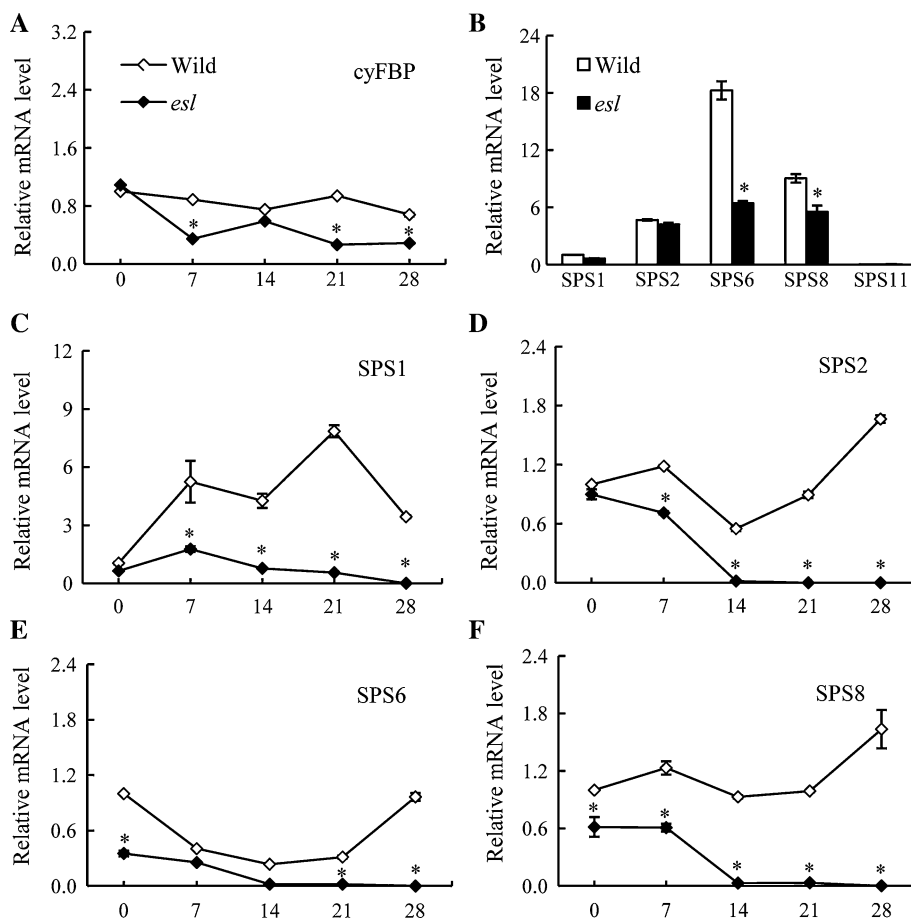 A
Relative mRNA level
3.2
2.4
1.6
0.8
0.0
Wild
esl
cyFBP
*
*
*
0 7 14 21 28
B
Relative mRNA level
24
18
12
6
0
Wild
esl
*
*
SPS1 SPS2 SPS6 SPS8 SPS11
C
Relative mRNA level
12
9
6
3
0
SPS1
* * * *
0 7 14 21 28
D
Relative mRNA level
2.4
1.8
1.2
0.6
0.0
SPS2
*
* * *
0 7 14 21 28
E
Relative mRNA level
2.4
1.8
1.2
0.6
0.0
SPS6
*
* *
0 7 14 21 28
F
Relative mRNA level
2.4
1.8
1.2
0.6
0.0
SPS8
* *
* * *
0 7 14 21 28